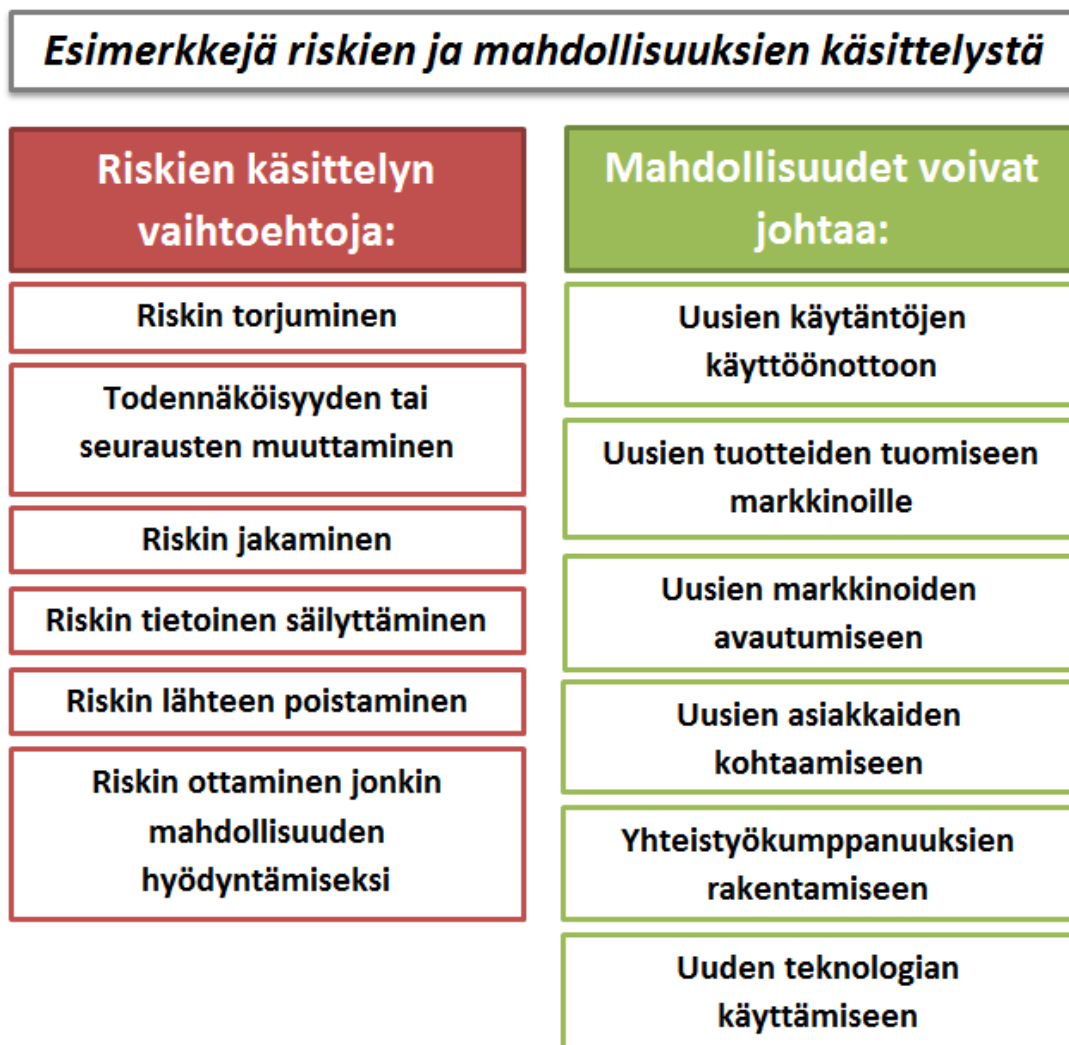 Esimerkkejä riskien ja mahdollisuuksien käsittelystä
Riskien käsittelyn
vaihtoehtoja:
Riskin torjuminen
Todennäköisyyden tai
seurausten muuttaminen
Riskin jakaminen
Riskin tietoinen säilyttäminen
Riskin lähteen poistaminen
Riskin ottaminen jonkin
mahdollisuuden
hyödyntämiseksi
Mahdollisuudet voivat
johtaa:
Uusien käytäntöjen
käyttöönottoon
Uusien tuotteiden tuomiseen
markkinoille
Uusien markkinoiden
avautumiseen
Uusien asiakkaiden
kohtaamiseen
Yhteistyökumppanuuksien
rakentamiseen
Uuden teknologian
käyttämiseen